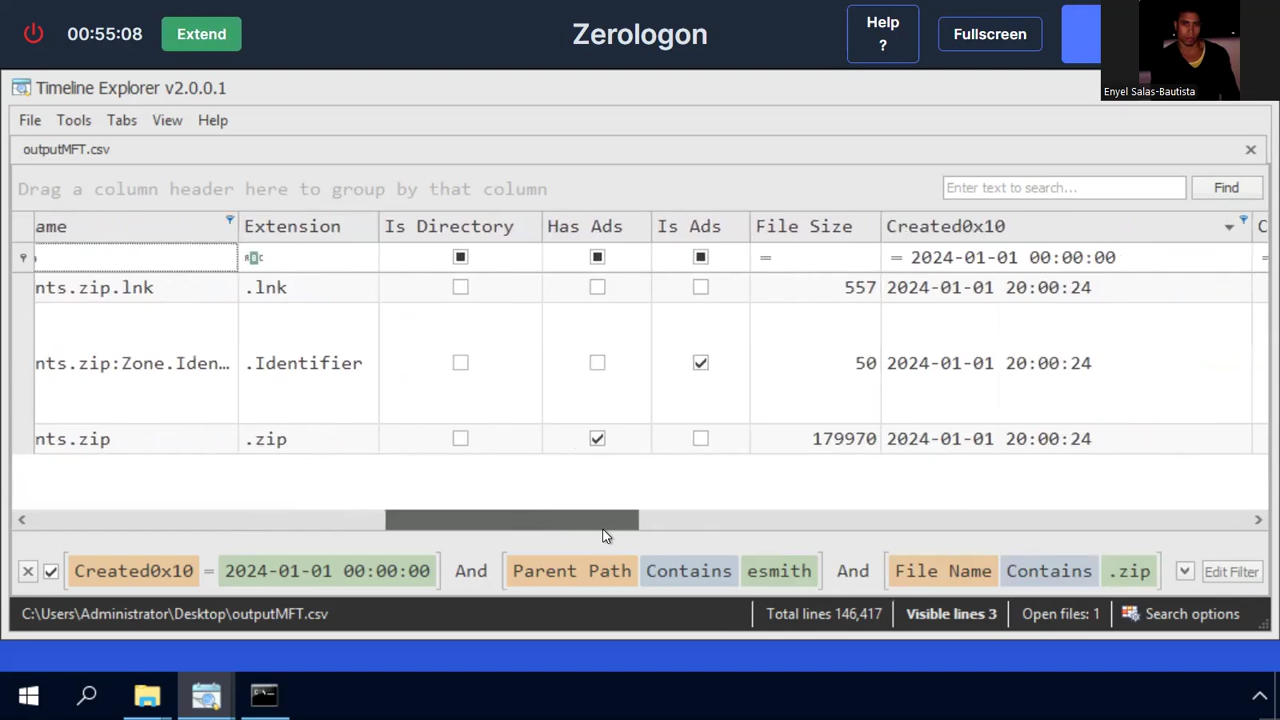 00:55:08 Extend Zerologon Help ? Fullscreen
Enyel Salas-Bautista
Timeline Explorer v2.0.0.1
File Tools Tabs View Help
outputMFT.csv
Drag a column header here to group by that column Enter text to search... Find
ame Extension Is Directory Has Ads Is Ads File Size Created0x10 C
= = 2024-01-01 00:00:00 =
nts.zip.lnk .lnk 557 2024-01-01 20:00:24
nts.zip:Zone.Iden… .Identifier 50 2024-01-01 20:00:24
nts.zip .zip 179970 2024-01-01 20:00:24
Created0x10 = 2024-01-01 00:00:00 And Parent Path Contains esmith And File Name Contains .zip Edit Filter
C:\Users\Administrator\Desktop\outputMFT.csv Total lines 146,417 Visible lines 3 Open files: 1 Search options